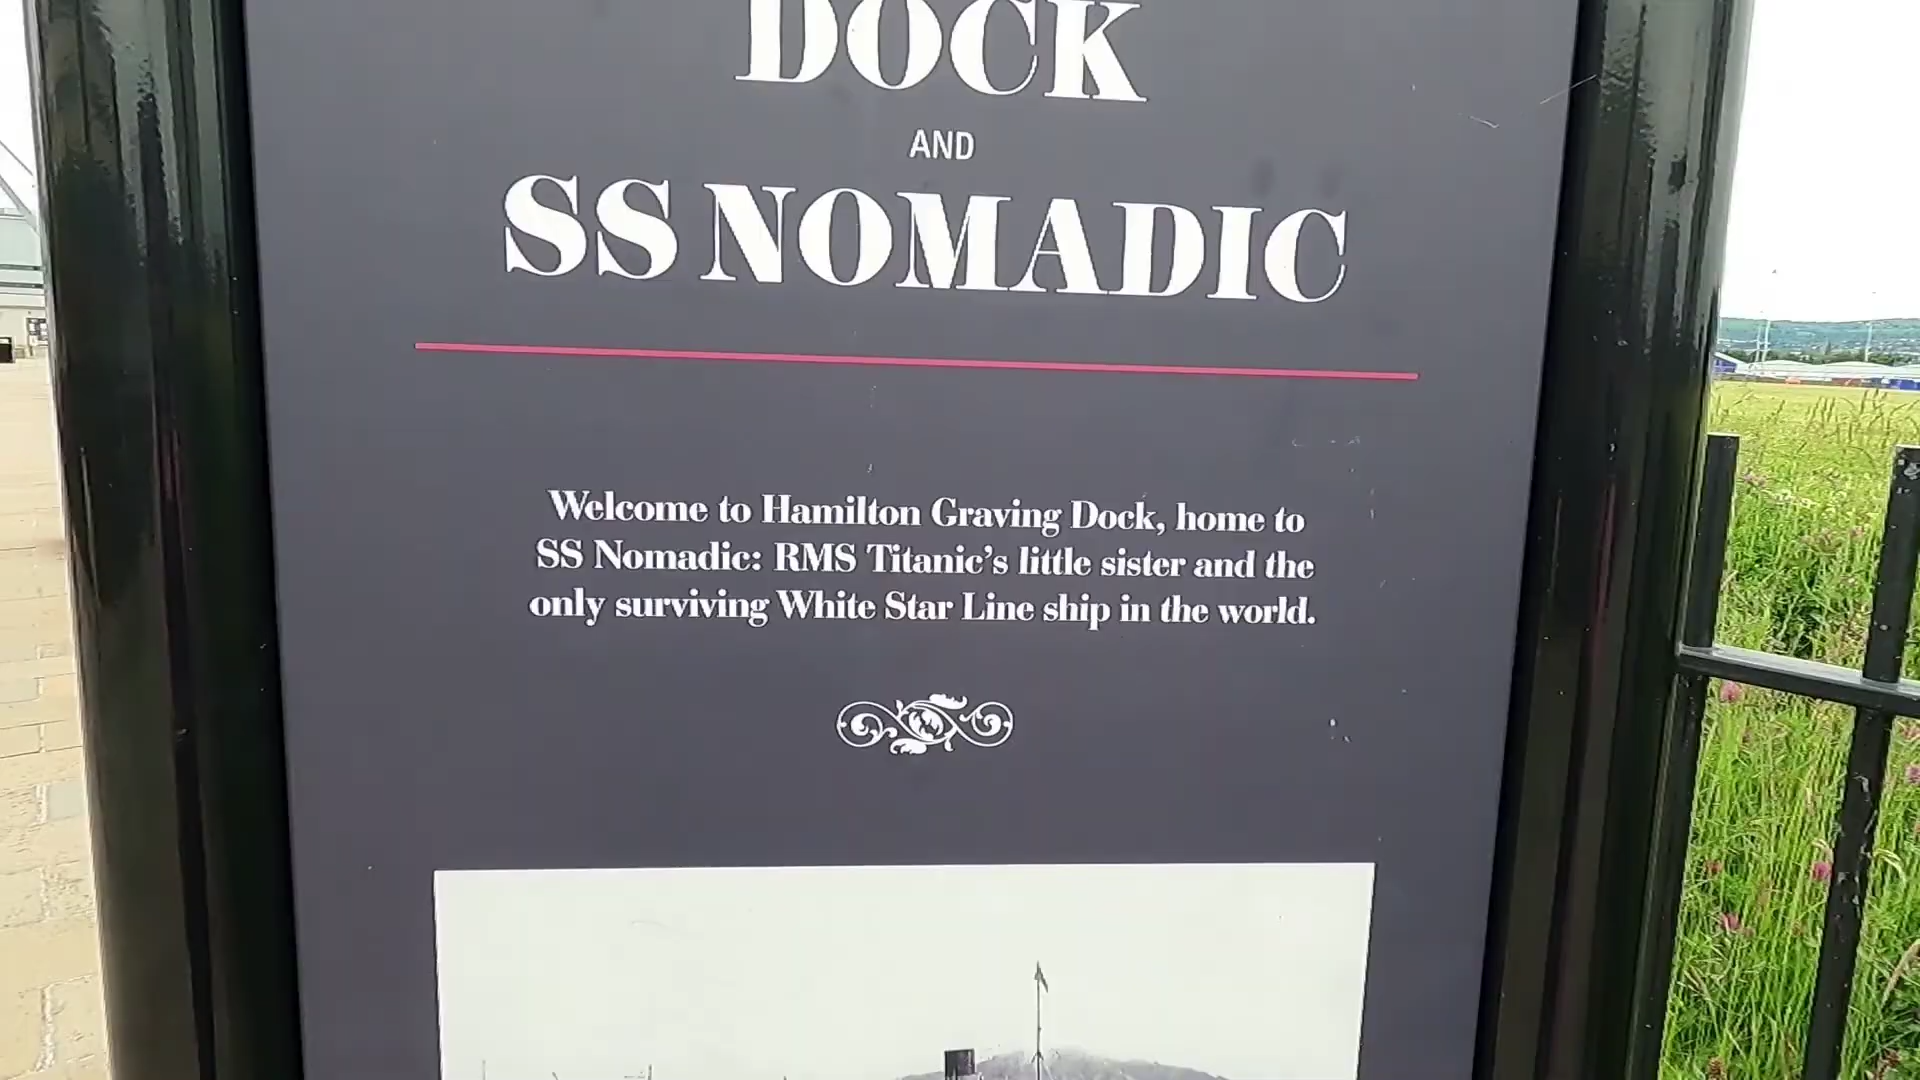 DOCK
AND
SS NOMADIC
Welcome to Hamilton Graving Dock, home to
SS Nomadic: RMS Titanic’s little sister and the
only surviving White Star Line ship in the world.